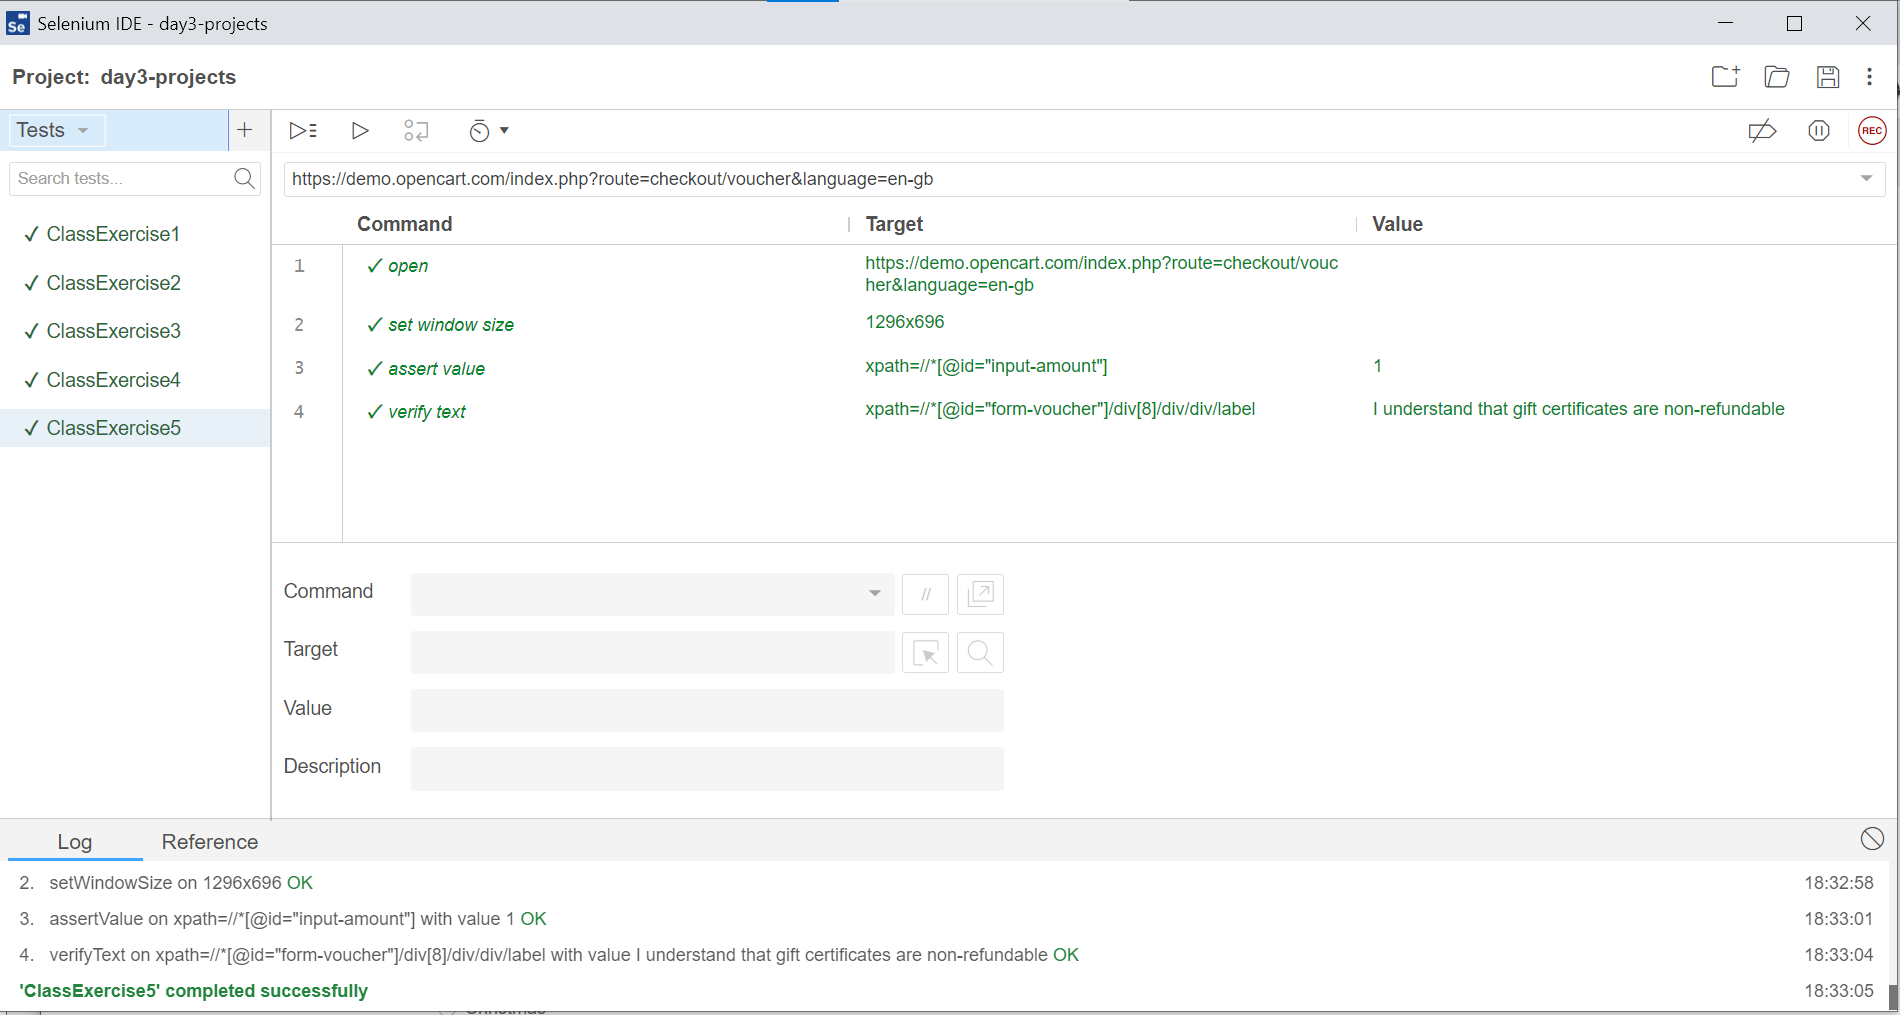 Se Selenium IDE - day3-projects
Project: day3-projects
Tests
REC
Search tests...
https://demo.opencart.com/index.php?route=checkout/voucher&language=en-gb
ClassExercise1
ClassExercise2
ClassExercise3
ClassExercise4
ClassExercise5
Command Target Value
1 open https://demo.opencart.com/index.php?route=checkout/vouc
her&language=en-gb
2 set window size 1296x696
3 assert value xpath=//*[@id="input-amount"] 1
4 verify text xpath=//*[@id="form-voucher"]/div[8]/div/div/label I understand that gift certificates are non-refundable
Command //
Target
Value
Description
Log Reference
2. setWindowSize on 1296x696 OK 18:32:58
3. assertValue on xpath=//*[@id="input-amount"] with value 1 OK 18:33:01
4. verifyText on xpath=//*[@id="form-voucher"]/div[8]/div/div/label with value I understand that gift certificates are non-refundable OK 18:33:04
'ClassExercise5' completed successfully 18:33:05